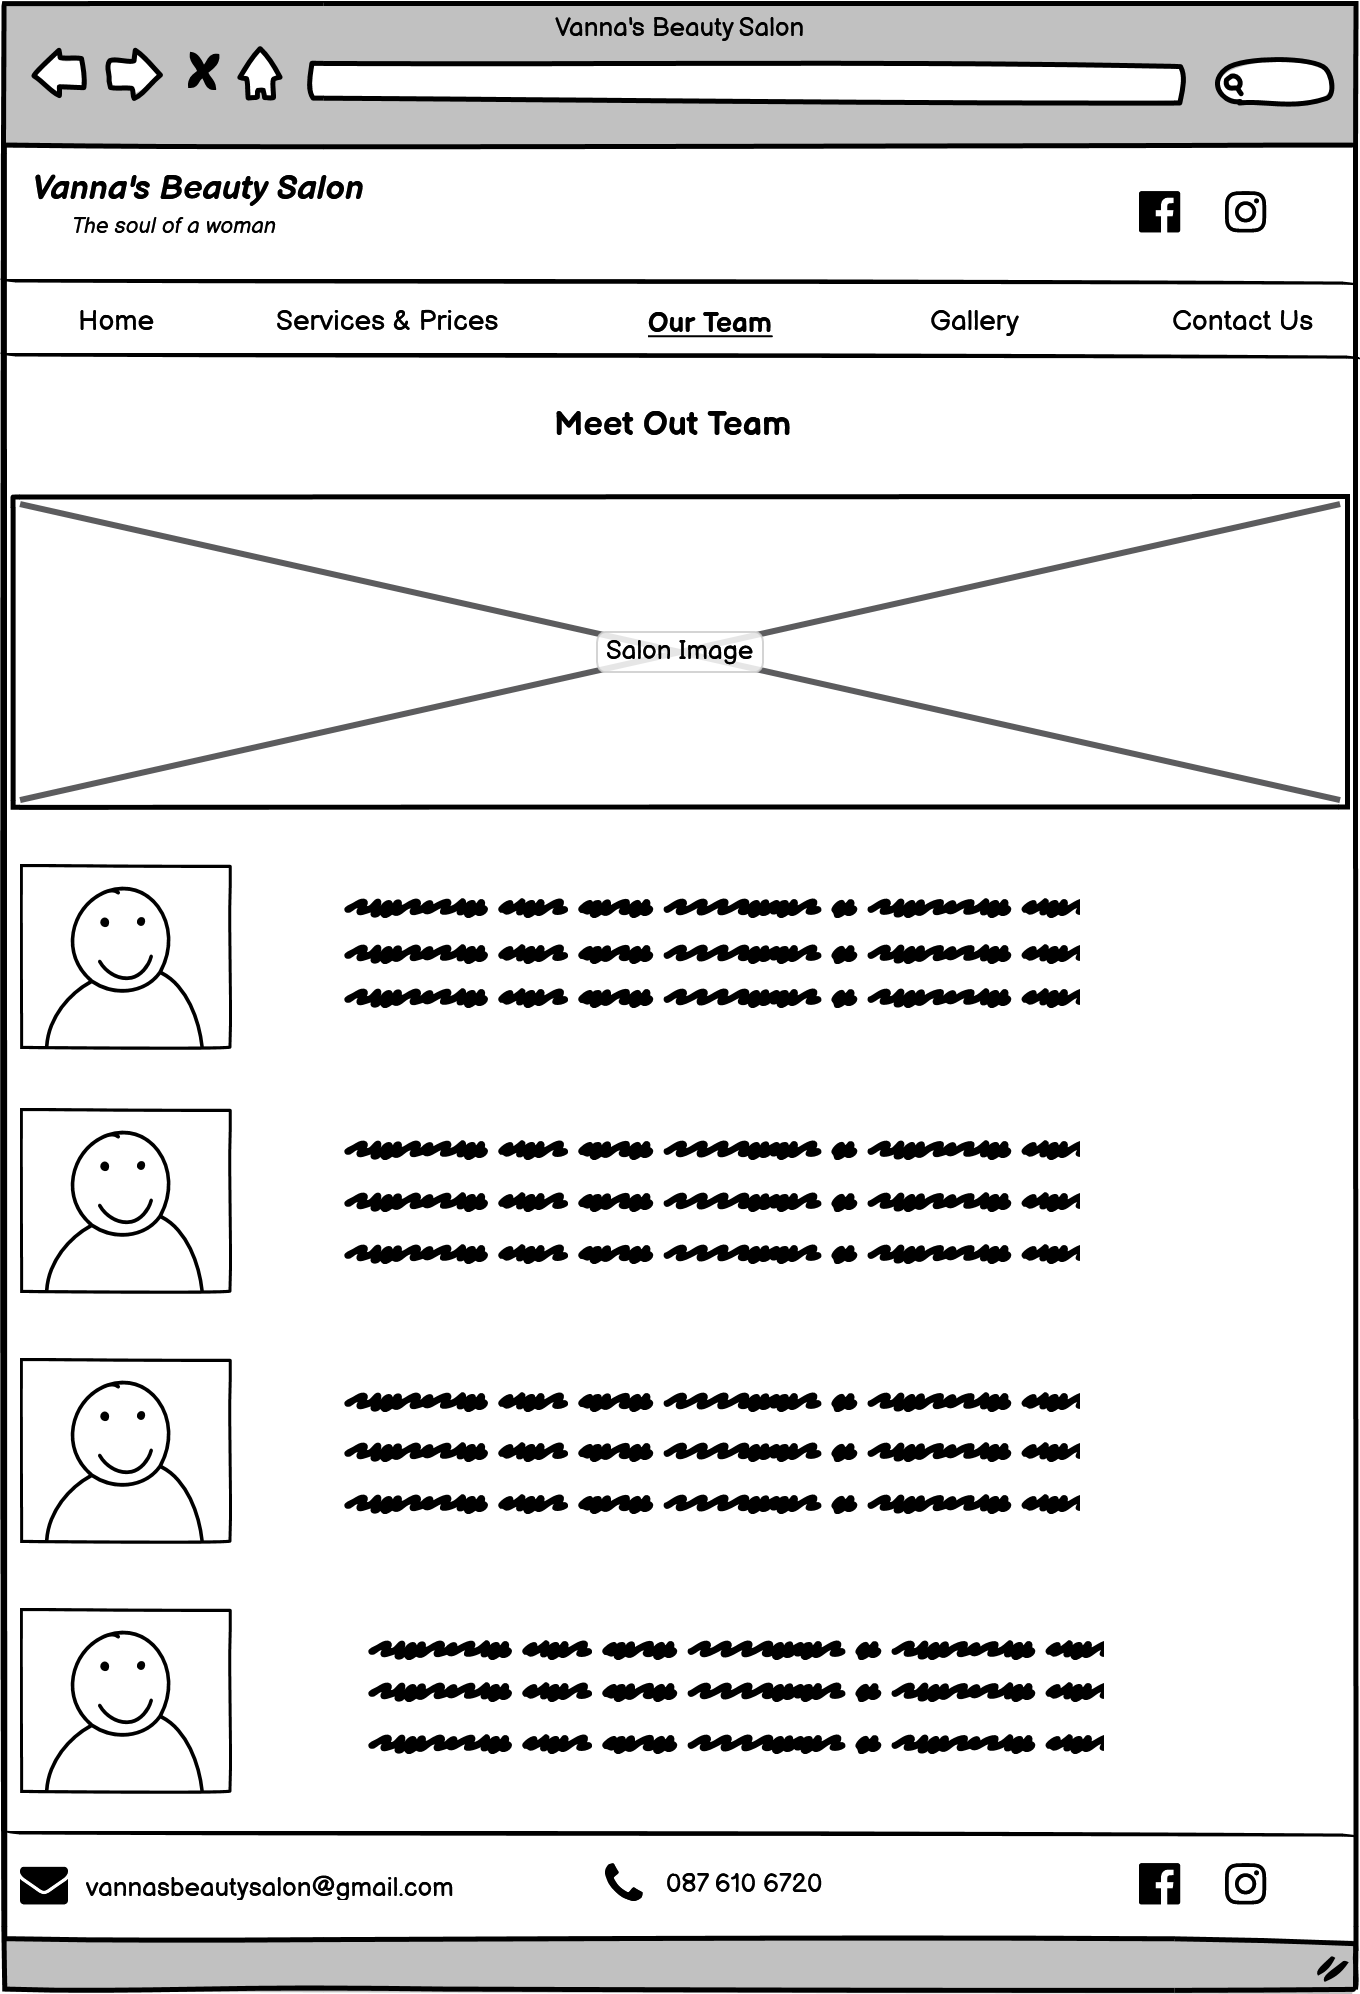 Vanna's Beauty Salon
Vanna's Beauty Salon
The soul of a woman
Home Services & Prices Our Team Gallery Contact Us
Meet Out Team
Salon Image
vannasbeautysalon@gmail.com 087 610 6720